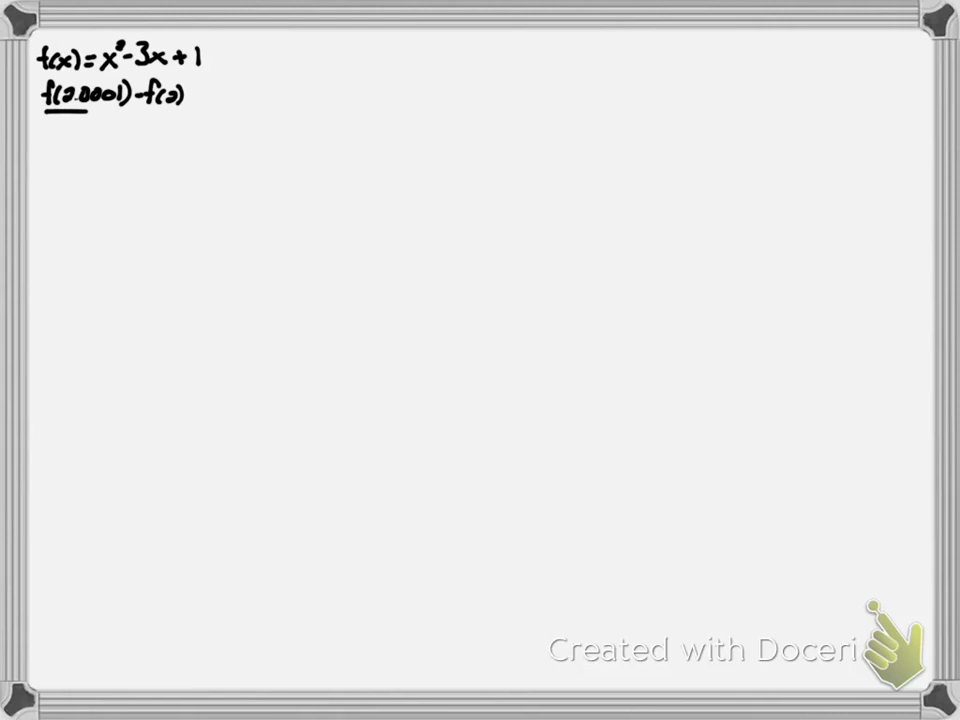 f(x)=x²-3x+1
f(2.0001)-f(2)
Created with Doceri